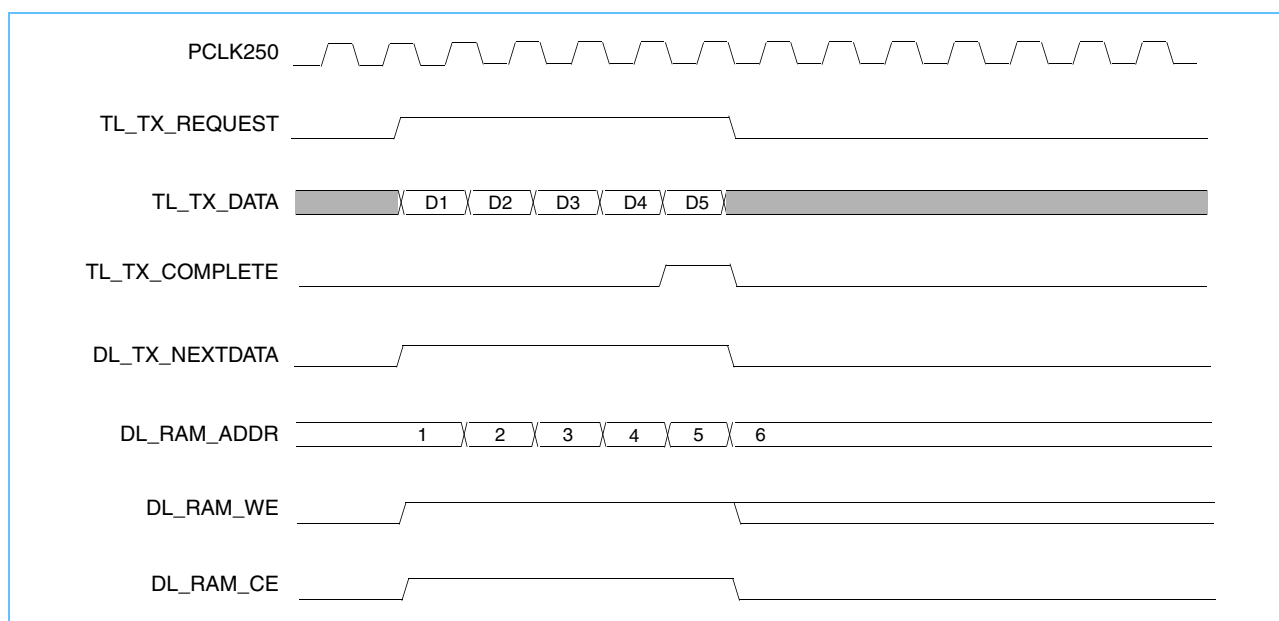 PCLK250
TL_TX_REQUEST
TL_TX_DATA D1 D2 D3 D4 D5
TL_TX_COMPLETE
DL_TX_NEXTDATA
DL_RAM_ADDR 1 2 3 4 5 6
DL_RAM_WE
DL_RAM_CE